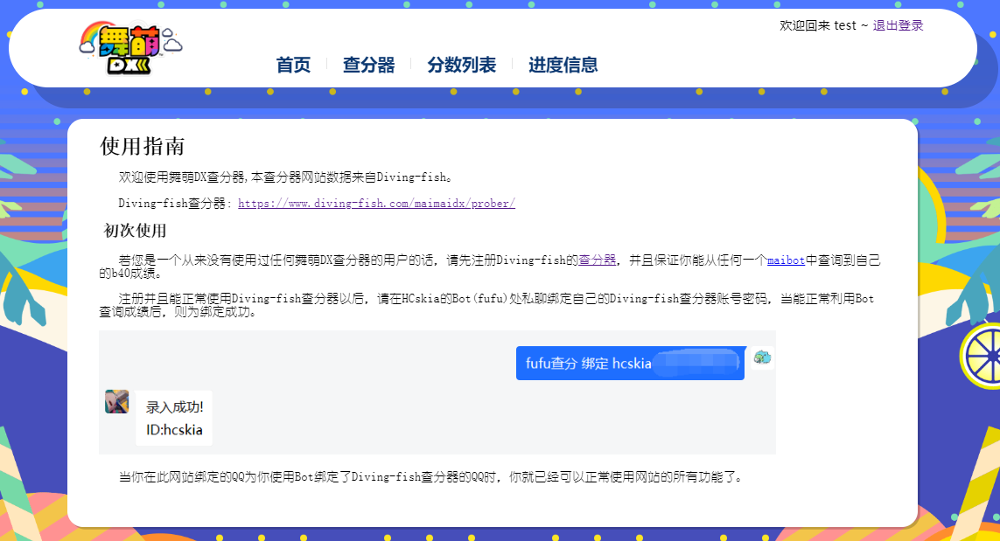 欢迎回来 test ~ 退出登录
舞萌
DX
首页 查分器 分数列表 进度信息
使用指南
欢迎使用舞萌DX查分器,本查分器网站数据来自Diving-fish。
Diving-fish查分器: https://www.diving-fish.com/maimaidx/prober/
初次使用
若您是一个从来没有使用过任何舞萌DX查分器的用户的话，请先注册Diving-fish的查分器，并且保证你能从任何一个maibot中查询到自己
的b40成绩。
注册并且能正常使用Diving-fish查分器以后，请在HCskia的Bot(fufu)处私聊绑定自己的Diving-fish查分器账号密码，当能正常利用Bot
查询成绩后，则为绑定成功。
fufu查分 绑定 hcskia
录入成功!
ID:hcskia
当你在此网站绑定的QQ为你使用Bot绑定了Diving-fish查分器的QQ时，你就已经可以正常使用网站的所有功能了。